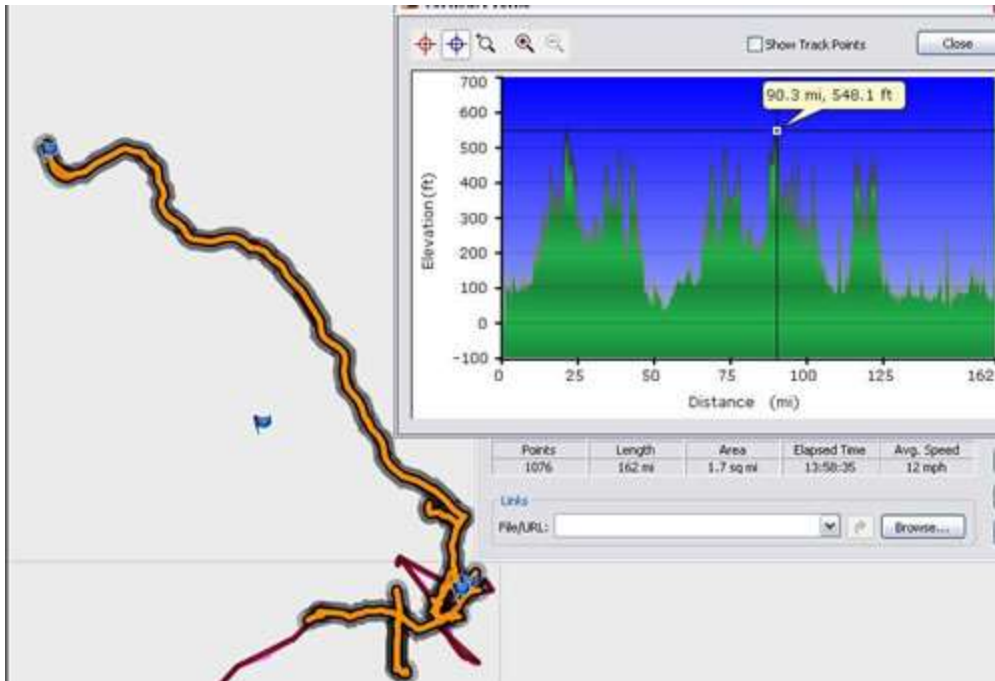 Show Track Points
Close
90.3 mi, 548.1 ft
700
600
500
400
300
200
100
0
-100
Elevation (ft)
0 25 50 75 100 125 162
Distance (mi)
Points Length Area Elapsed Time Avg. Speed
1076 162 mi 1.7 sq mi 13:58:35 12 mph
Links
File/URL:
Browse...